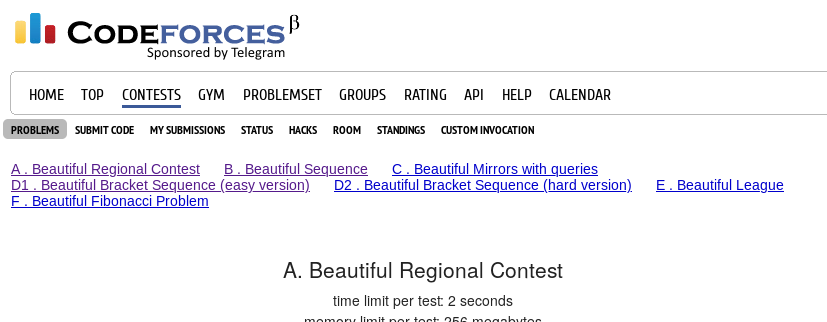 CODEFORCES β
Sponsored by Telegram
HOME TOP CONTESTS GYM PROBLEMSET GROUPS RATING API HELP CALENDAR
PROBLEMS SUBMIT CODE MY SUBMISSIONS STATUS HACKS ROOM STANDINGS CUSTOM INVOCATION
A . Beautiful Regional Contest B . Beautiful Sequence C . Beautiful Mirrors with queries
D1 . Beautiful Bracket Sequence (easy version) D2 . Beautiful Bracket Sequence (hard version) E . Beautiful League
F . Beautiful Fibonacci Problem
A. Beautiful Regional Contest
time limit per test: 2 seconds
memory limit per test: 256 megabytes